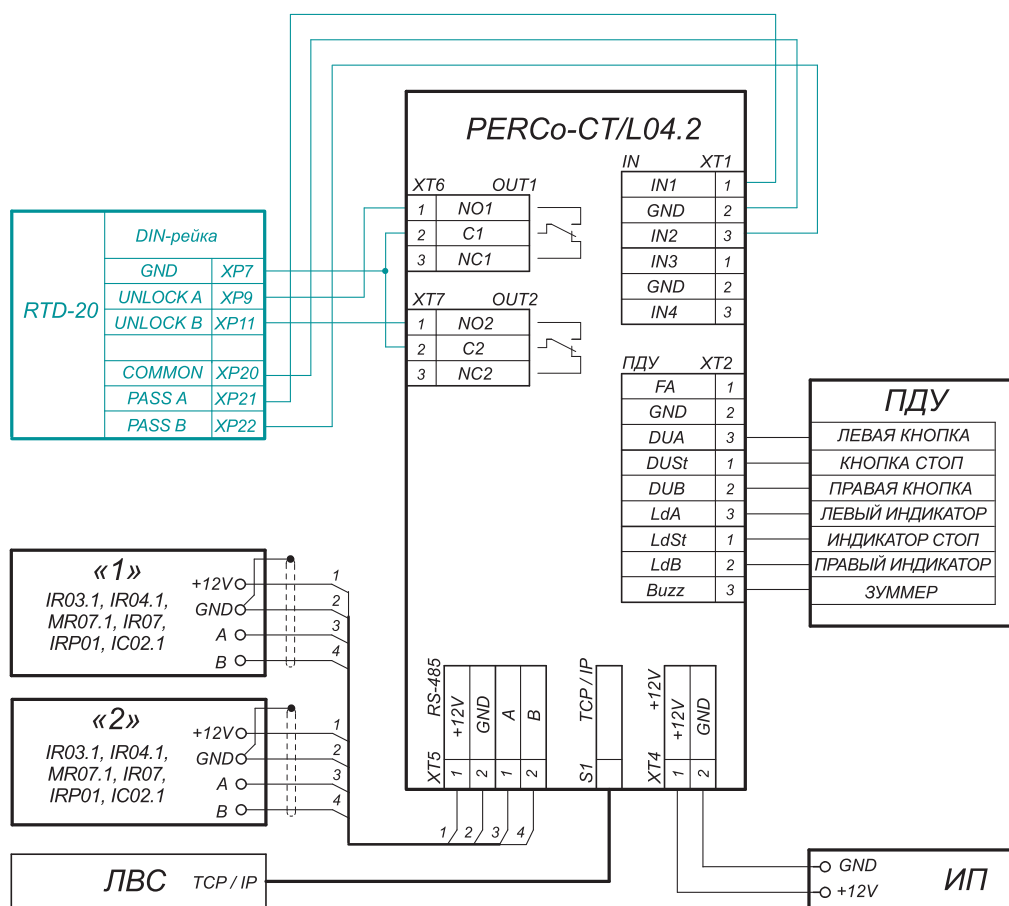 PERCo-CT/L04.2
IN XT1
IN1 1
GND 2
IN2 3
IN3 1
GND 2
IN4 3
XT6 OUT1
1 NO1
2 C1
3 NC1
XT7 OUT2
1 NO2
2 C2
3 NC2
RTD-20
DIN-рейка
GND XP7
UNLOCK A XP9
UNLOCK B XP11
COMMON XP20
PASS A XP21
PASS B XP22
ПДУ XT2
FA 1
GND 2
DUA 3
DUSt 1
DUB 2
LdA 3
LdSt 1
LdB 2
Buzz 3
ПДУ
ЛЕВАЯ КНОПКА
КНОПКА СТОП
ПРАВАЯ КНОПКА
ЛЕВЫЙ ИНДИКАТОР
ИНДИКАТОР СТОП
ПРАВЫЙ ИНДИКАТОР
ЗУММЕР
«1»
IR03.1, IR04.1,
MR07.1, IR07,
IRP01, IC02.1
+12V 1
GND 2
A 3
B 4
«2»
IR03.1, IR04.1,
MR07.1, IR07,
IRP01, IC02.1
+12V 1
GND 2
A 3
B 4
XT5 RS-485
1 +12V
2 GND
1 A
2 B
1 2 3 4
S1 TCP / IP
XT4 +12V
1 +12V
2 GND
ЛВС TCP / IP
ИП
GND
+12V